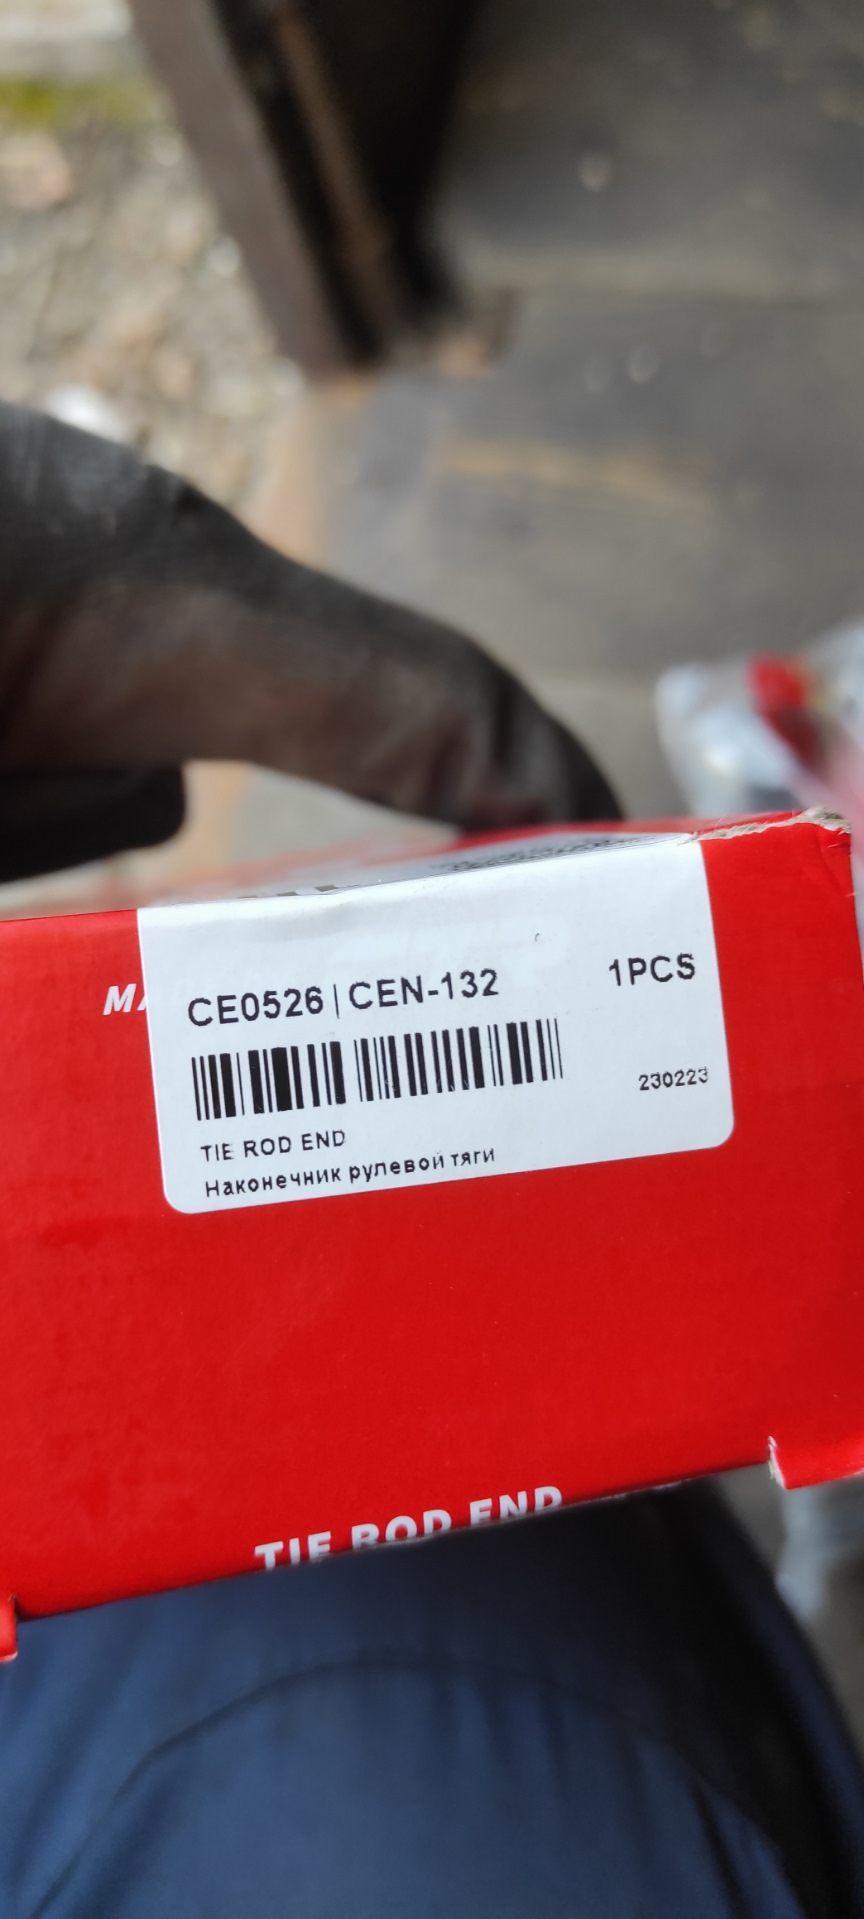 CE0526 | CEN-132
1PCS
230223
TIE ROD END
Наконечник рулевой тяги
TIE ROD END